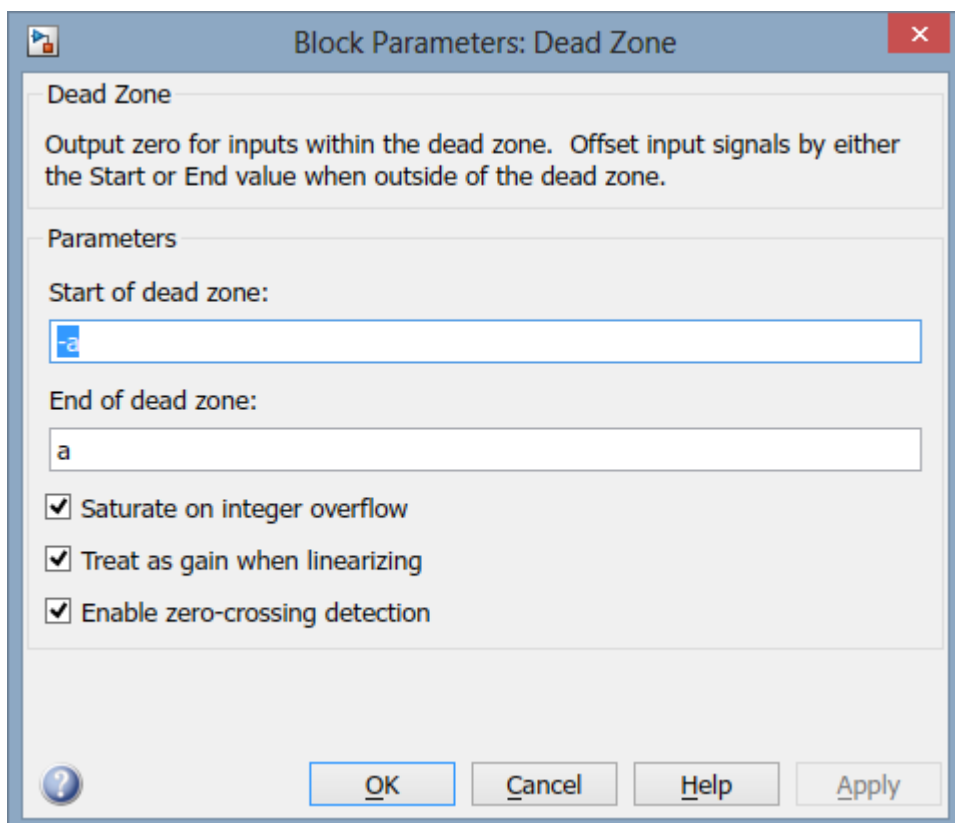 Block Parameters: Dead Zone
Dead Zone
Output zero for inputs within the dead zone.  Offset input signals by either
the Start or End value when outside of the dead zone.
Parameters
Start of dead zone:
-a
End of dead zone:
a
Saturate on integer overflow
Treat as gain when linearizing
Enable zero-crossing detection
OK Cancel Help Apply